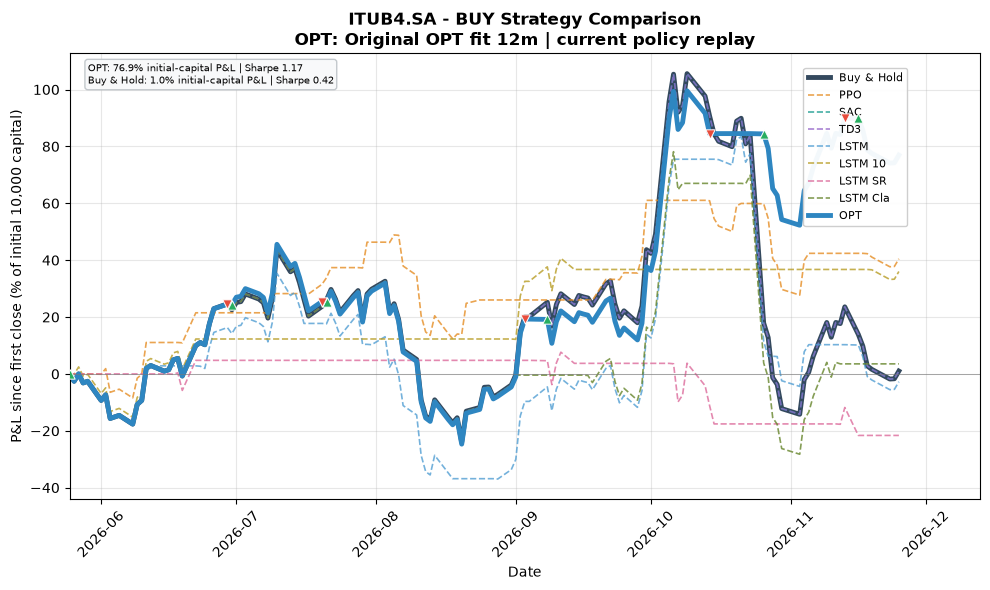 ITUB4.SA - BUY Strategy Comparison
OPT: Original OPT fit 12m | current policy replay
OPT: 76.9% initial-capital P&L | Sharpe 1.17
Buy & Hold: 1.0% initial-capital P&L | Sharpe 0.42
Buy & Hold
PPO
SAC
TD3
LSTM
LSTM 10
LSTM SR
LSTM Cla
OPT
P&L since first close (% of initial 10,000 capital)
100
80
60
40
20
0
−20
−40
2026-06
2026-07
2026-08
2026-09
2026-10
2026-11
2026-12
Date